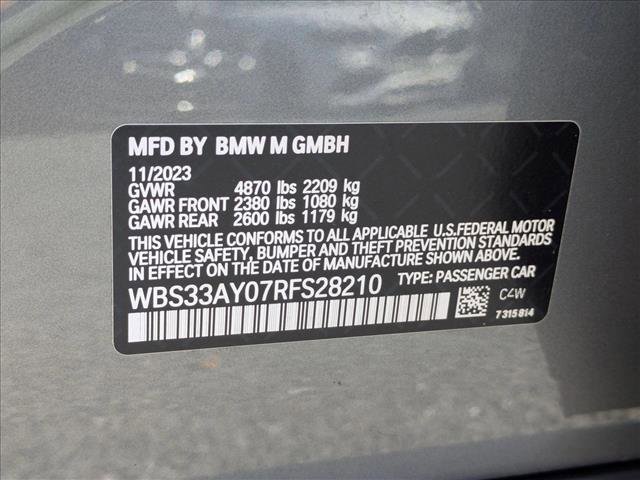 MFD BY BMW M GMBH
11/2023
GVWR 4870 lbs 2209 kg
GAWR FRONT 2380 lbs 1080 kg
GAWR REAR 2600 lbs 1179 kg
THIS VEHICLE CONFORMS TO ALL APPLICABLE U.S.FEDERAL MOTOR
VEHICLE SAFETY, BUMPER, AND THEFT PREVENTION STANDARDS
IN EFFECT ON THE DATE OF MANUFACTURE SHOWN ABOVE.
WBS33AY07RFS28210 TYPE: PASSENGER CAR
C4W
7315814